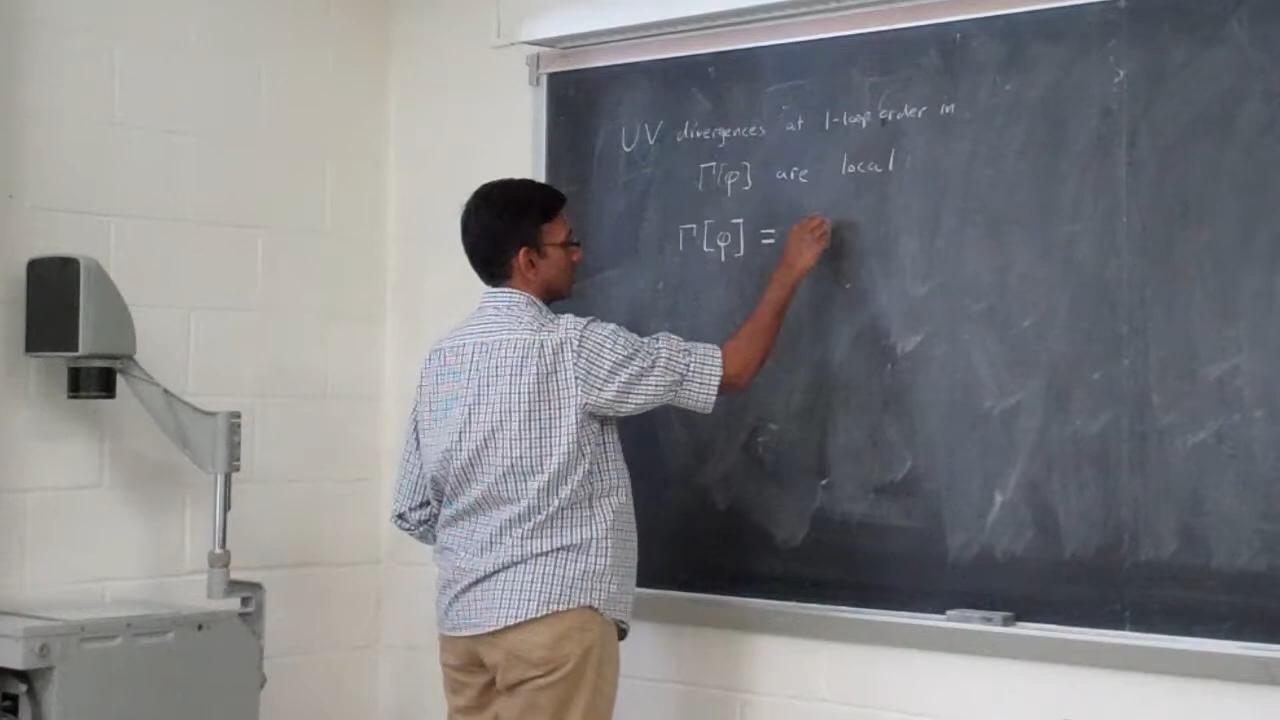 UV divergences at 1-loop order in
Γ[φ] are local
Γ[φ] =